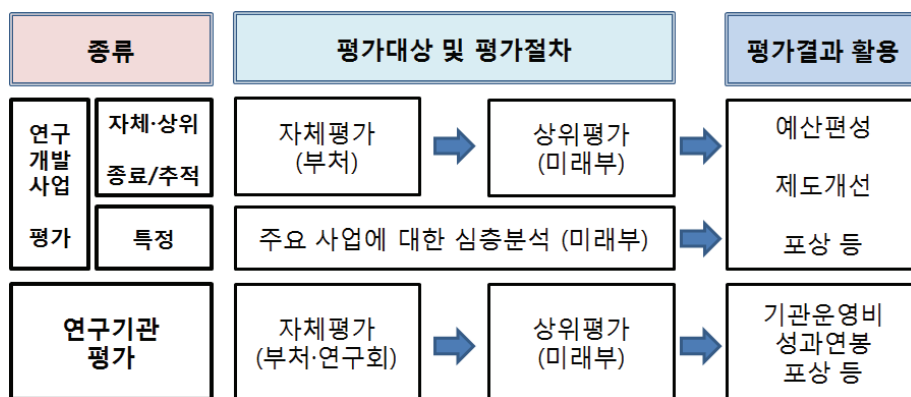 종류
평가대상 및 평가절차
평가결과 활용
연구
개발
사업
평가
자체·상위
종료/추적
자체평가
(부처)
상위평가
(미래부)
예산편성
제도개선
포상 등
특정
주요 사업에 대한 심층분석 (미래부)
연구기관
평가
자체평가
(부처·연구회)
상위평가
(미래부)
기관운영비
성과연봉
포상 등